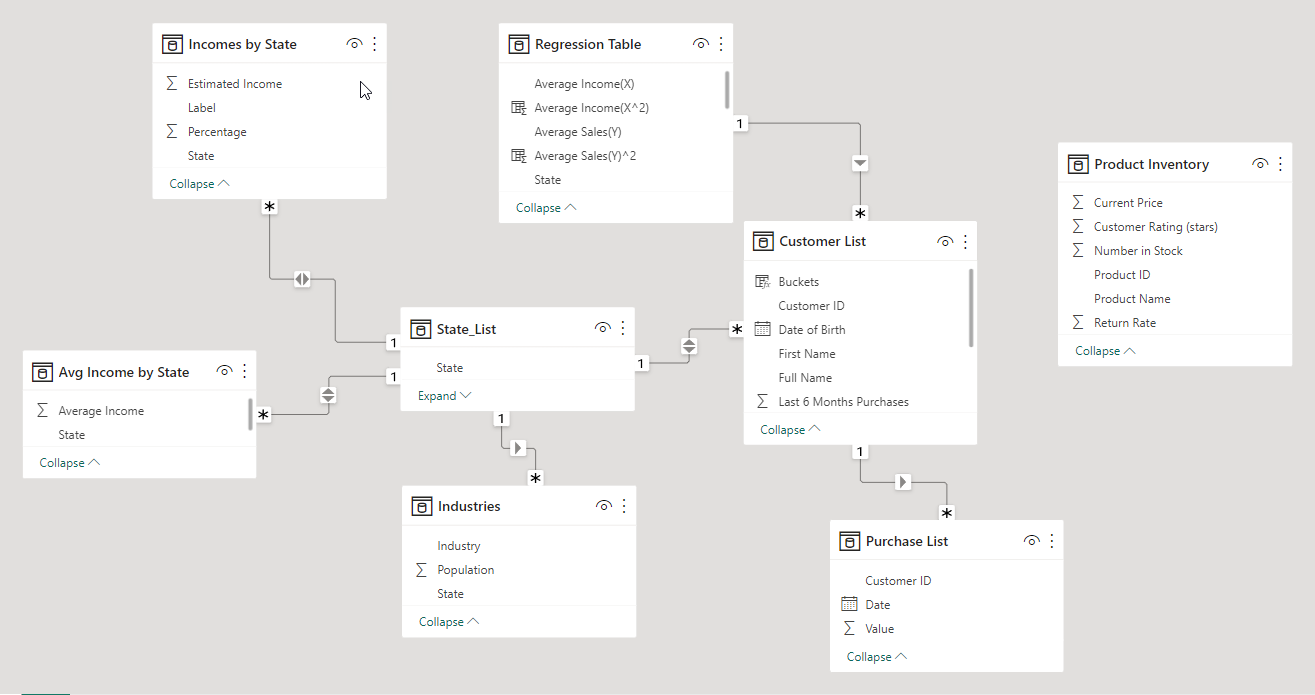 Incomes by State
Estimated Income
Label
Percentage
State
Collapse
*
Regression Table
Average Income(X)
Average Income(X^2)
Average Sales(Y)
Average Sales(Y)^2
State
Collapse
1
*
Product Inventory
Current Price
Customer Rating (stars)
Number in Stock
Product ID
Product Name
Return Rate
Collapse
Customer List
Buckets
Customer ID
Date of Birth
First Name
Full Name
Last 6 Months Purchases
Collapse
1
*
State_List
State
Expand
1
1
1
*
1
*
Avg Income by State
Average Income
State
Collapse
*
Industries
Industry
Population
State
Collapse
Purchase List
Customer ID
Date
Value
Collapse